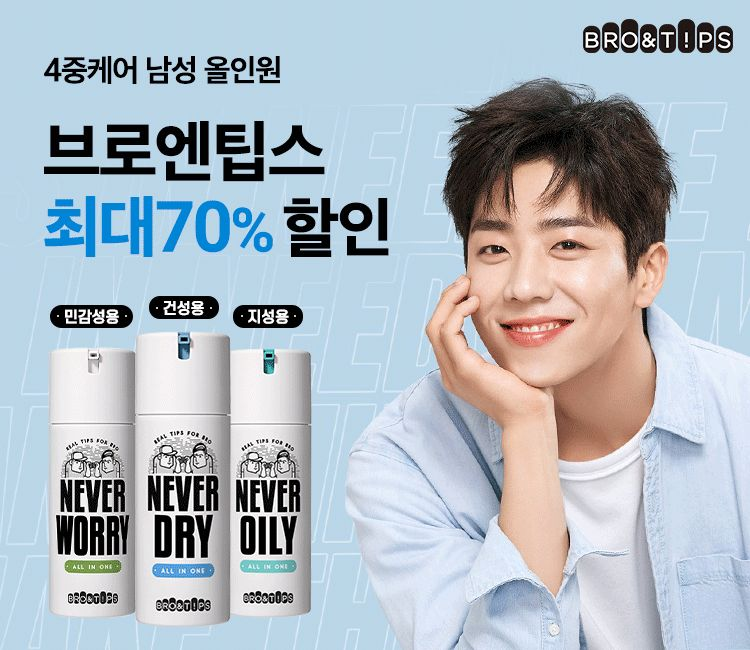 BRO&T!PS
4중케어 남성 올인원
브로엔팁스
최대70% 할인
· 민감성용 ·
· 건성용 ·
· 지성용 ·
REAL TIPS FOR BRO
NEVER
WORRY
· ALL IN ONE ·
BRO&T!PS
REAL TIPS FOR BRO
NEVER
DRY
· ALL IN ONE ·
BRO&T!PS
REAL TIPS FOR BRO
NEVER
OILY
· ALL IN ONE ·
BRO&T!PS